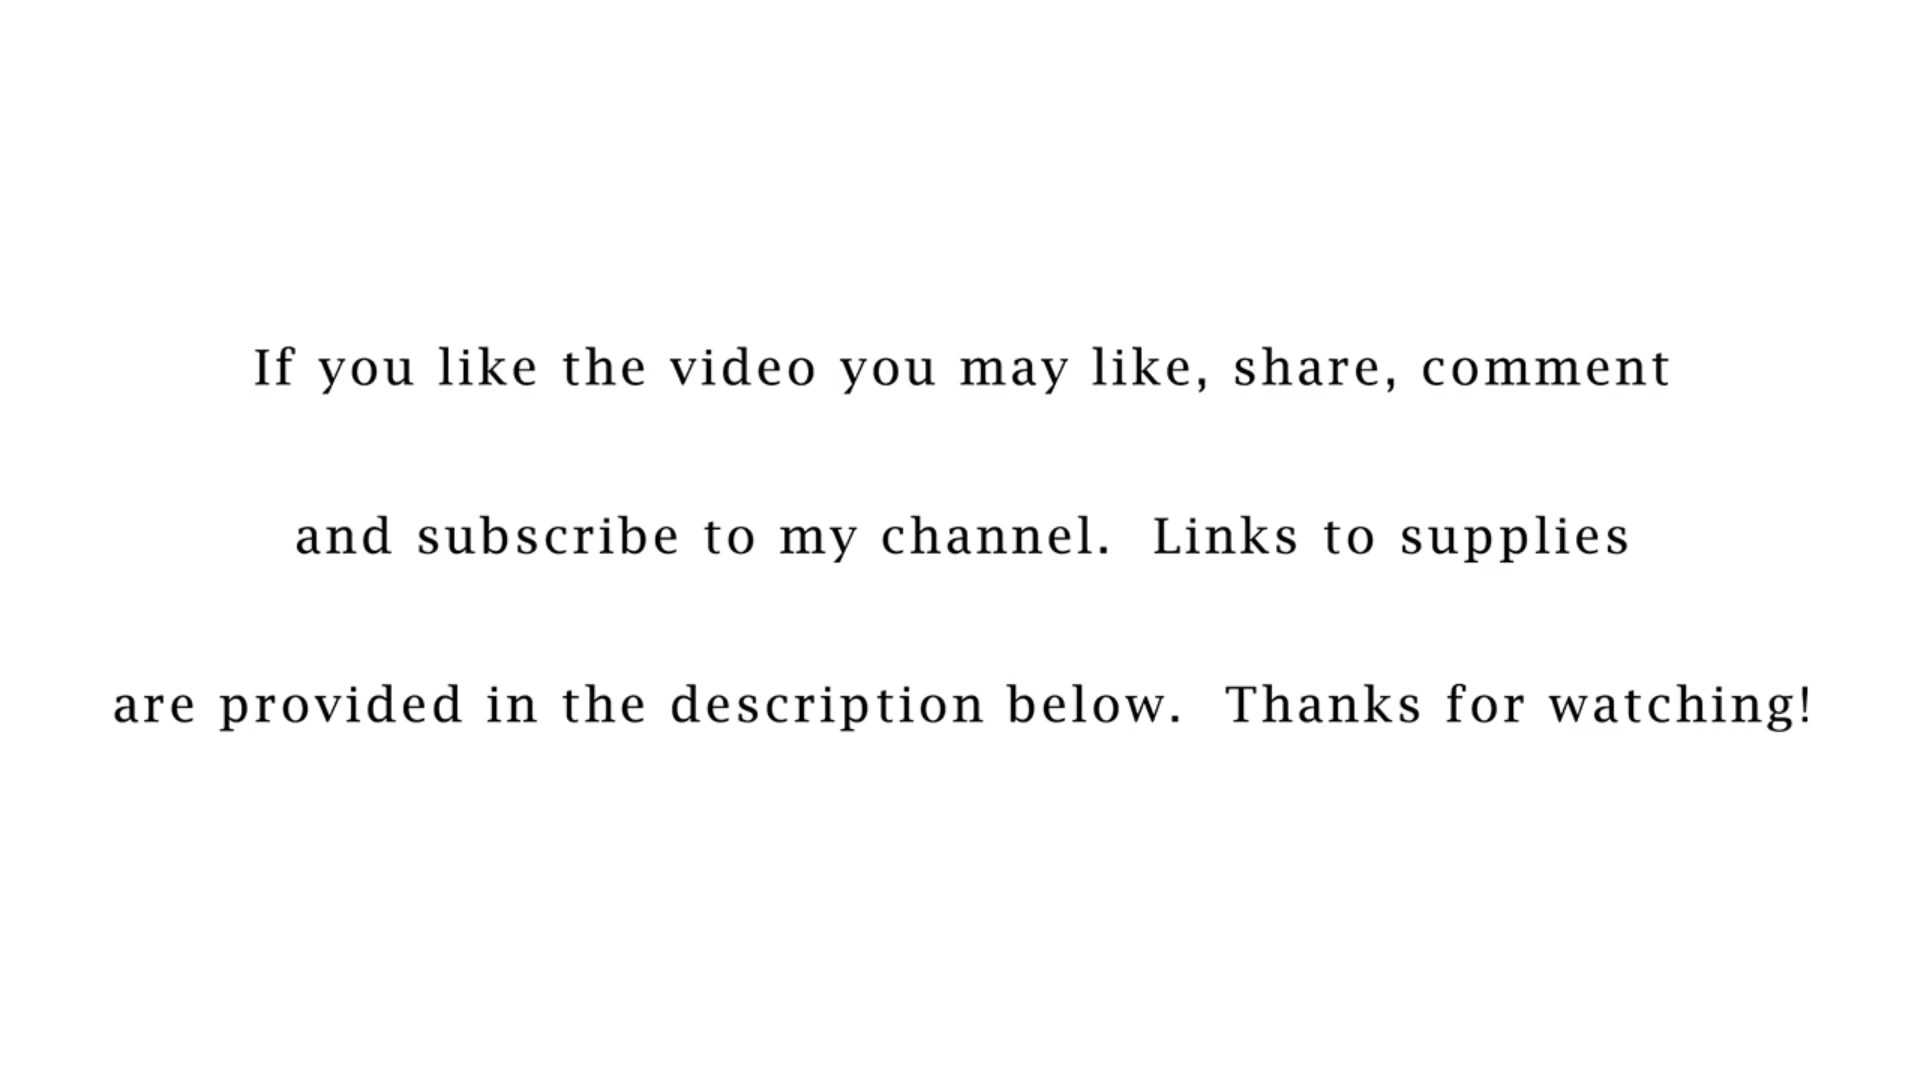 If you like the video you may like, share, comment
and subscribe to my channel.  Links to supplies
are provided in the description below.  Thanks for watching!